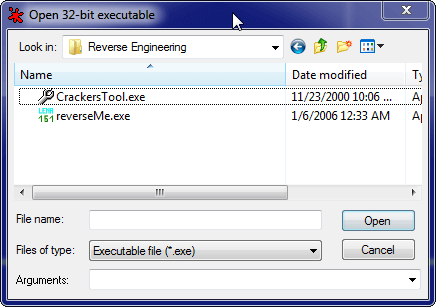 Open 32-bit executable
Look in: Reverse Engineering
Name Date modified Ty
CrackersTool.exe 11/23/2000 10:06 ... Ap
reverseMe.exe 1/6/2006 12:33 AM Ap
File name: Open
Files of type: Executable file (*.exe) Cancel
Arguments: